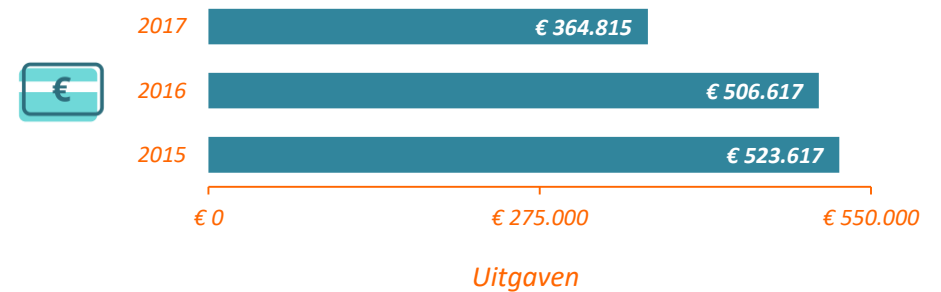 2017 € 364.815
€
2016 € 506.617
2015 € 523.617
€ 0 € 275.000 € 550.000
Uitgaven